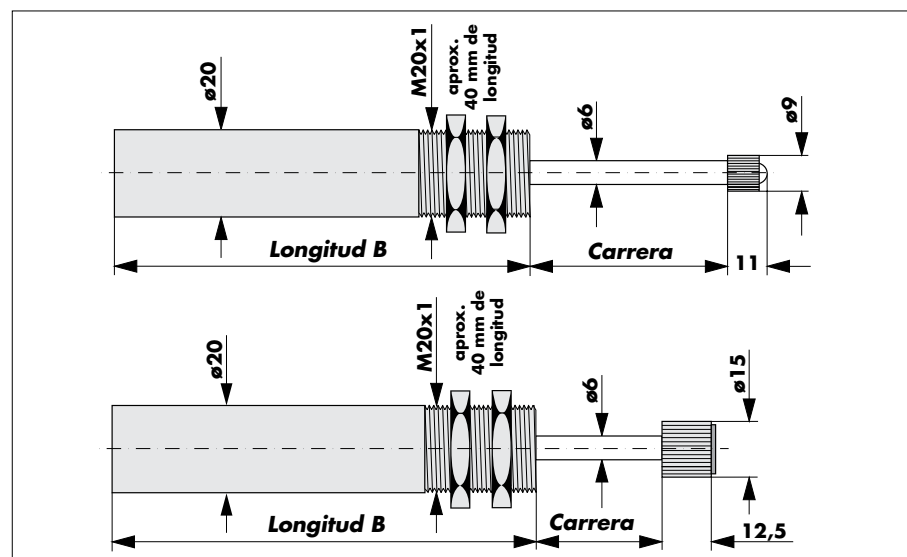 ø20
M20x1
aprox.
40 mm de
longitud
ø6
ø9
Longitud B
Carrera
11
ø20
M20x1
aprox.
40 mm de
longitud
ø6
ø15
Longitud B
Carrera
12,5